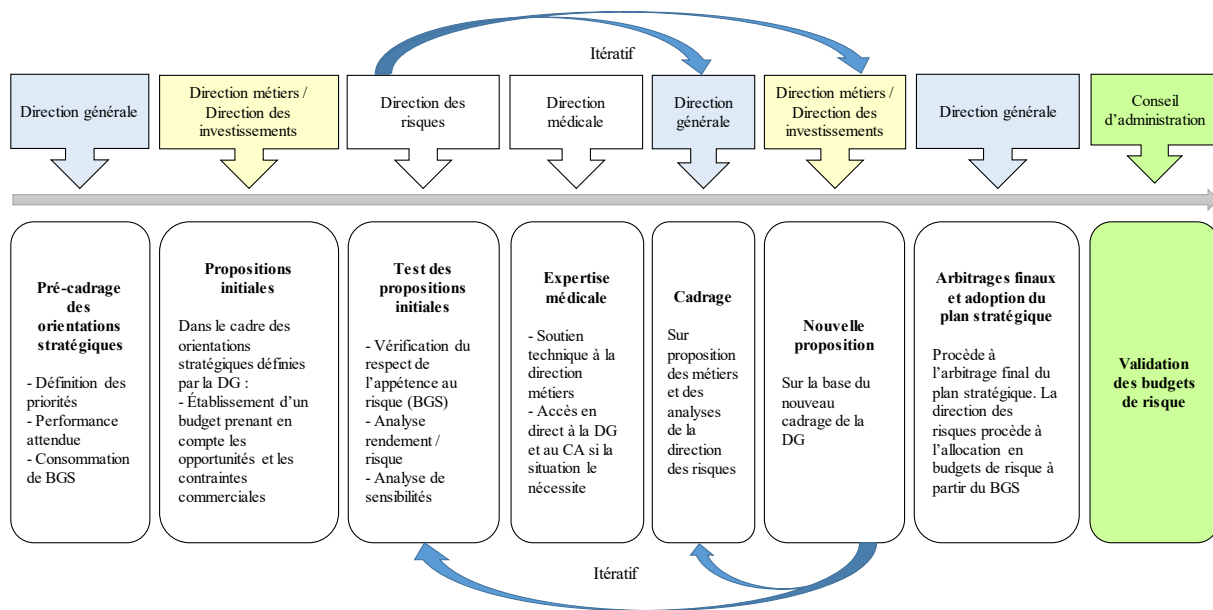 Itératif
Direction générale
Direction métiers /
Direction des
investissements
Direction des
risques
Direction
médicale
Direction
générale
Direction métiers /
Direction des
investissements
Direction générale
Conseil
d'administration
Pré-cadrage
des
orientations
stratégiques
- Définition des
priorités
- Performance
attendue
- Consommation
de BGS
Propositions
initiales
Dans le cadre des
orientations
stratégiques définies
par la DG :
- Établissement d'un
budget prenant en
compte les
opportunités et les
contraintes
commerciales
Test des
propositions
initiales
- Vérification du
respect de
l'appétence au
risque (BGS)
- Analyse
rendement /
risque
- Analyse de
sensibilités
Expertise
médicale
- Soutien
technique à la
direction
métiers
- Accès en
direct à la DG
et au CA si la
situation le
nécessite
Cadrage
Sur
proposition
des métiers
et des
analyses
de la
direction
des risques
Nouvelle
proposition
Sur la base du
nouveau
cadrage de la
DG
Arbitrages finaux
et adoption du
plan stratégique
Procède à
l'arbitrage final du
plan stratégique. La
direction des
risques procède à
l'allocation en
budgets de risque à
partir du BGS
Validation
des budgets
de risque
Itératif